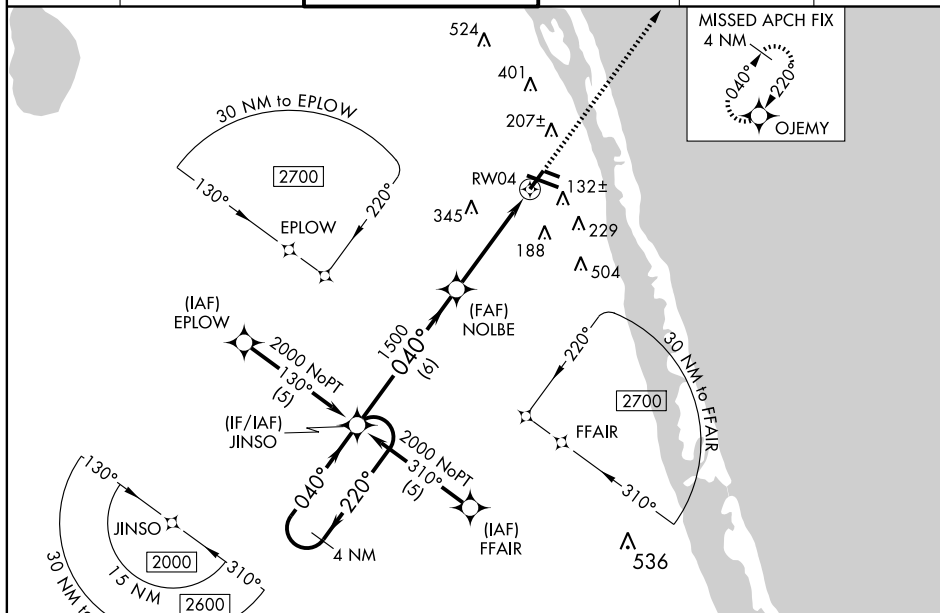 524
401
207±
MISSED APCH FIX
4 NM
040°
220°
OJEMY
30 NM to EPLOW
2700
130°
220°
EPLOW
RW04
132±
345
188
229
504
(IAF)
EPLOW
2000 NoPT
130°
(5)
(FAF)
NOLBE
1500
040°
(6)
(IF/IAF)
JINSO
2000 NoPT
310°
(5)
(IAF)
FFAIR
040°
220°
4 NM
30 NM to FFAIR
220°
2700
FFAIR
310°
536
130°
JINSO
310°
2000
15 NM
2600
30 NM to